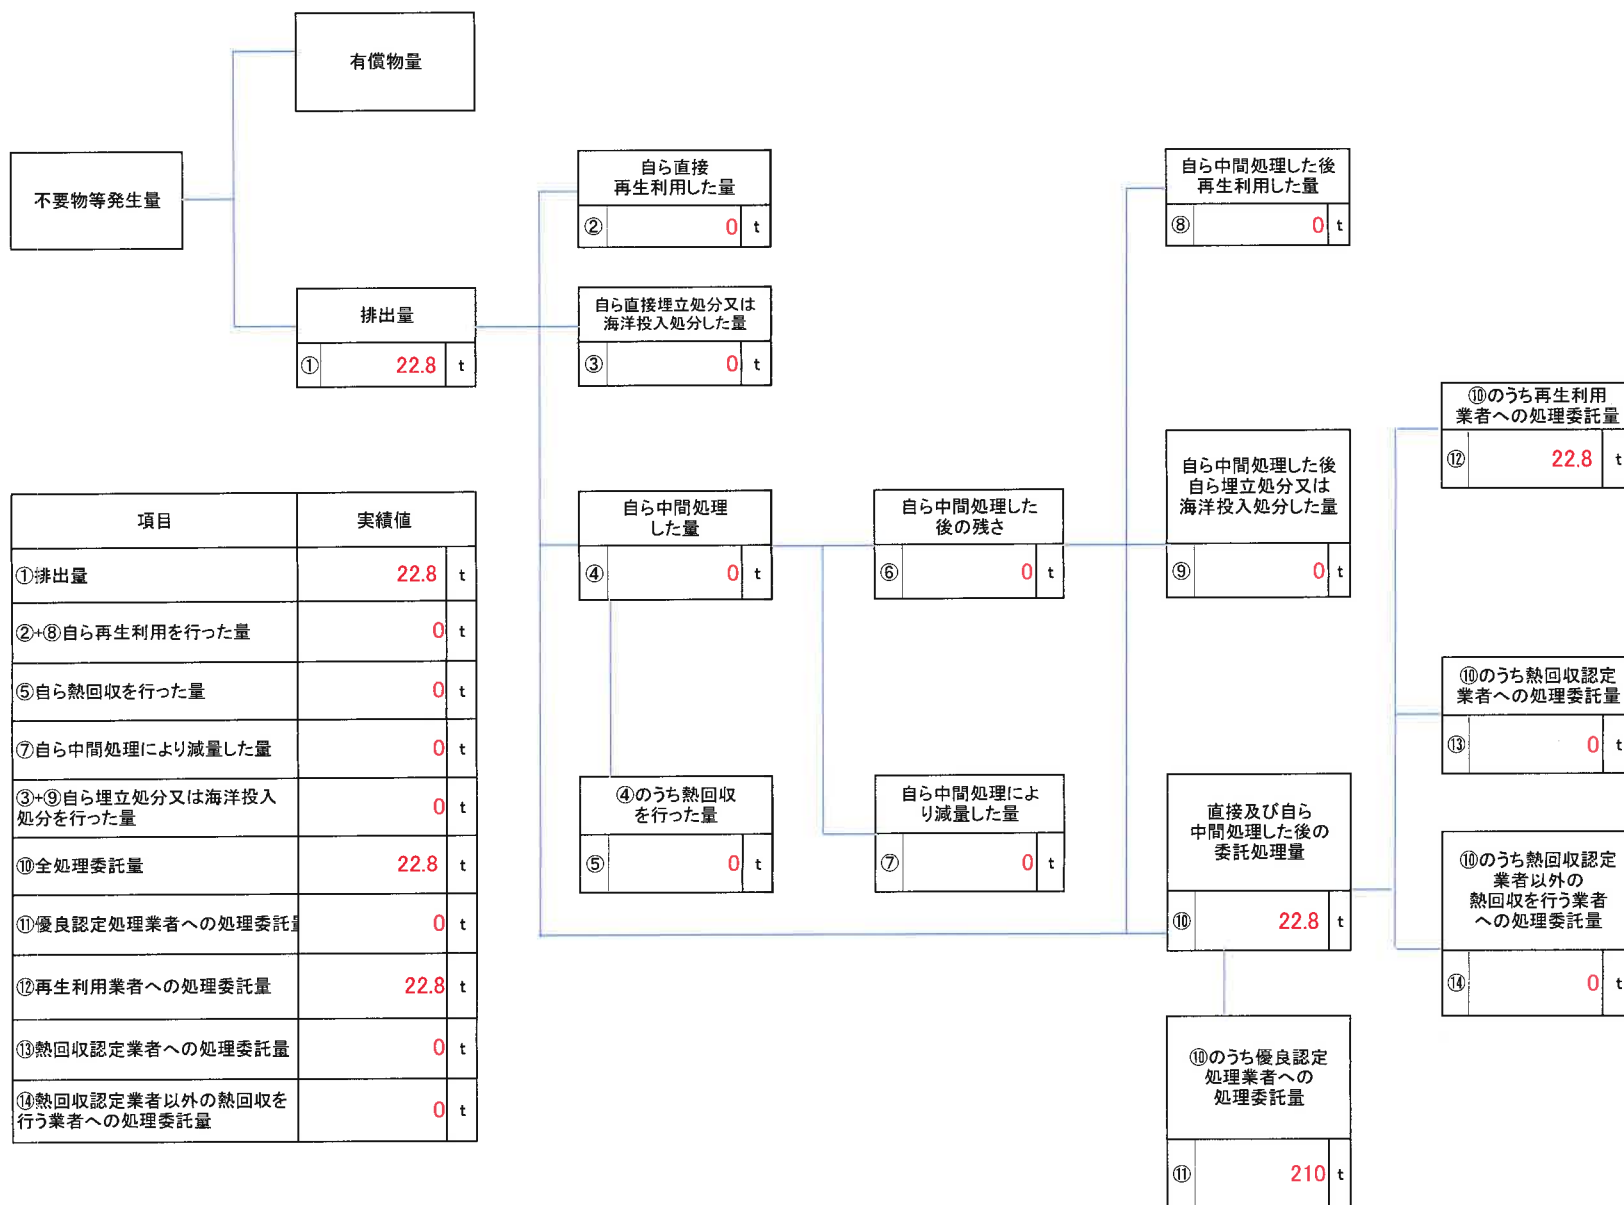 有償物量
不要物等発生量
排出量
① 22.8 t
自ら直接
再生利用した量
② 0 t
自ら直接埋立処分又は
海洋投入処分した量
③ 0 t
自ら中間処理
した量
④ 0 t
④のうち熱回収
を行った量
⑤ 0 t
自ら中間処理した
後の残さ
⑥ 0 t
自ら中間処理によ
り減量した量
⑦ 0 t
自ら中間処理した後
再生利用した量
⑧ 0 t
自ら中間処理した後
自ら埋立処分又は
海洋投入処分した量
⑨ 0 t
直接及び自ら
中間処理した後の
委託処理量
⑩ 22.8 t
⑩のうち優良認定
処理業者への
処理委託量
⑪ 210 t
⑩のうち再生利用
業者への処理委託量
⑫ 22.8 t
⑩のうち熱回収認定
業者への処理委託量
⑬ 0 t
⑩のうち熱回収認定
業者以外の
熱回収を行う業者
への処理委託量
⑭ 0 t
項目 実績値
①排出量 22.8 t
②+⑧自ら再生利用を行った量 0 t
⑤自ら熱回収を行った量 0 t
⑦自ら中間処理により減量した量 0 t
③+⑨自ら埋立処分又は海洋投入
処分を行った量 0 t
⑩全処理委託量 22.8 t
⑪優良認定処理業者への処理委託量 0 t
⑫再生利用業者への処理委託量 22.8 t
⑬熱回収認定業者への処理委託量 0 t
⑭熱回収認定業者以外の熱回収を
行う業者への処理委託量 0 t